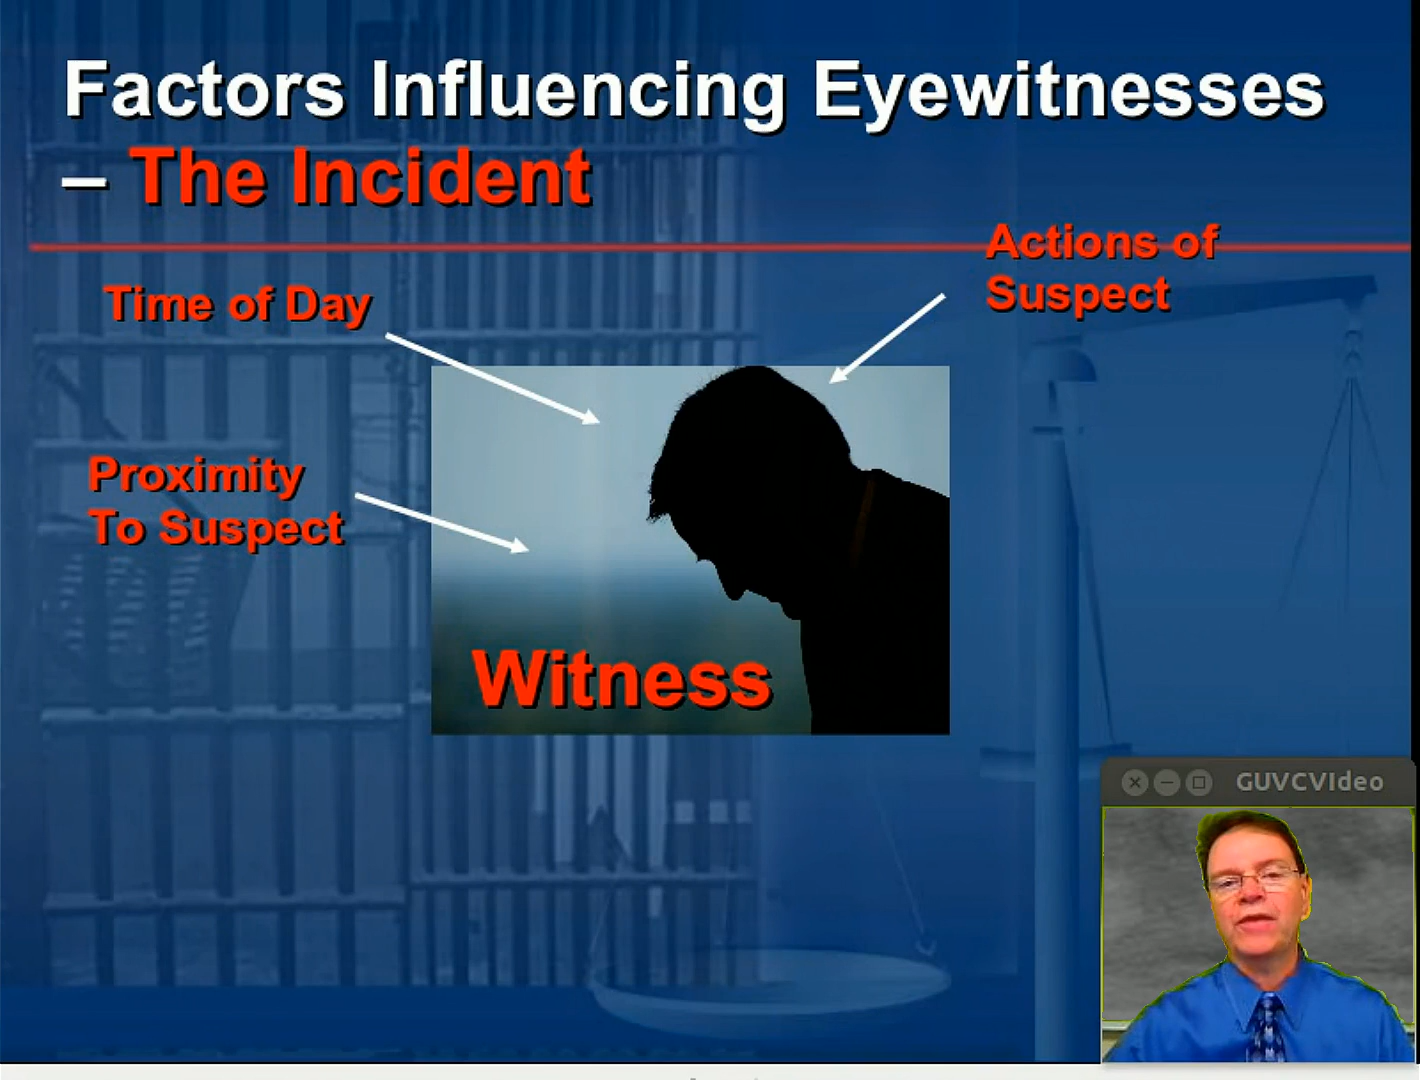 Factors Influencing Eyewitnesses
– The Incident
Actions of
Suspect
Time of Day
Proximity
To Suspect
Witness
GUVCVIdeo